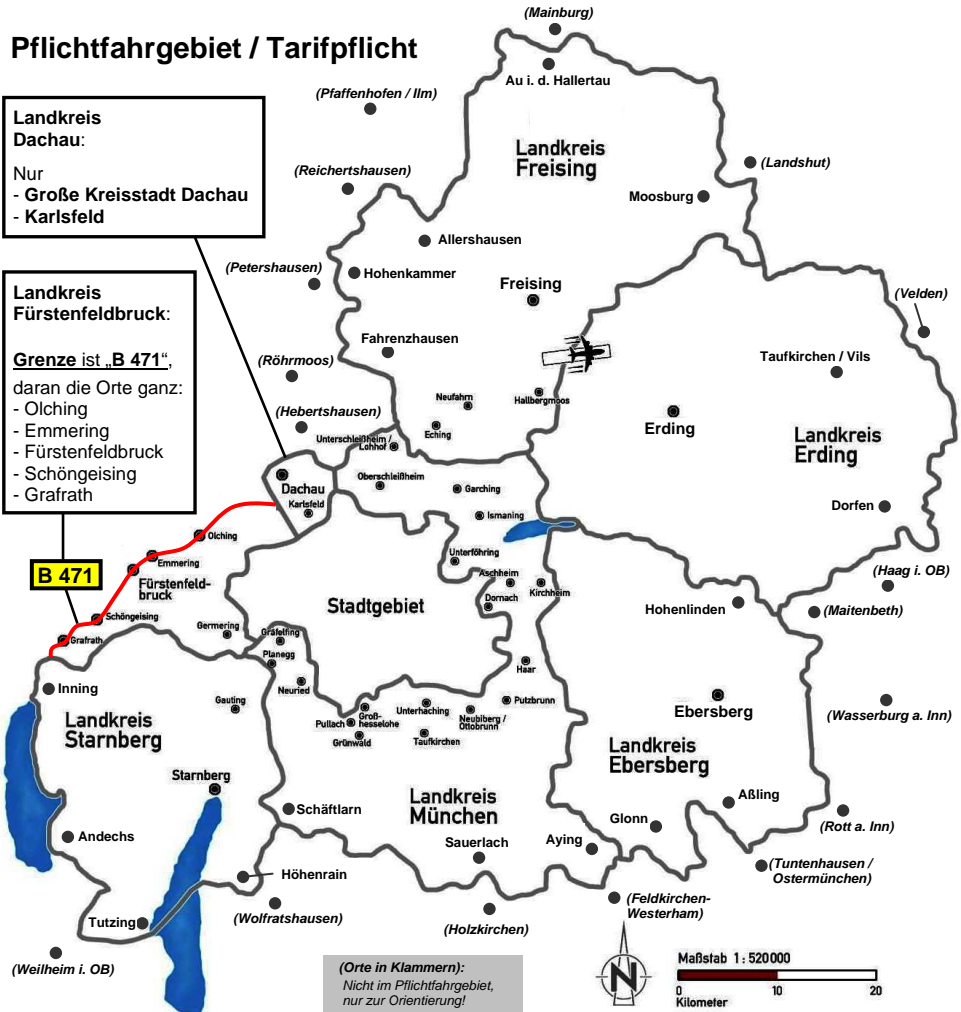 Pflichtfahrgebiet / Tarifpflicht
(Mainburg)
Au i. d. Hallertau
(Pfaffenhofen / Ilm)
Landkreis
Dachau:
Nur
- Große Kreisstadt Dachau
- Karlsfeld
Landkreis
Freising
(Landshut)
(Reichertshausen)
Moosburg
Allershausen
(Petershausen)
Hohenkammer
Freising
Landkreis
Fürstenfeldbruck:
Grenze ist „B 471“,
daran die Orte ganz:
- Olching
- Emmering
- Fürstenfeldbruck
- Schöngeising
- Grafrath
(Velden)
Fahrenzhausen
(Röhrmoos)
Taufkirchen / Vils
Neufahrn
Hallbergmoos
(Hebertshausen)
Eching
Erding
Landkreis
Erding
Unterschleißheim /
Lohhof
Oberschleißheim
Garching
Dachau
Karlsfeld
Dorfen
Ismaning
Olching
Emmering
Unterföhring
B 471
Fürstenfeld-
bruck
Aschheim
Kirchheim
(Haag i. OB)
Dornach
Stadtgebiet
Hohenlinden
(Maitenbeth)
Schöngeising
Germering
Gräfelfing
Grafrath
Planegg
Haar
Inning
Neuried
Gauting
Putzbrunn
Ebersberg
(Wasserburg a. Inn)
Landkreis
Starnberg
Pullach
Groß-
hesselohe
Unterhaching
Neubiberg /
Ottobrunn
Grünwald
Taufkirchen
Landkreis
Ebersberg
Starnberg
Landkreis
München
Schäftlarn
Aßling
Glonn
(Rott a. Inn)
Andechs
Sauerlach
Aying
(Tuntenhausen /
Ostermünchen)
Höhenrain
(Feldkirchen-
Westerham)
Tutzing
(Wolfratshausen)
(Holzkirchen)
(Weilheim i. OB)
(Orte in Klammern):
Nicht im Pflichtfahrgebiet,
nur zur Orientierung!
N
Maßstab 1 : 520 000
0 10 20
Kilometer